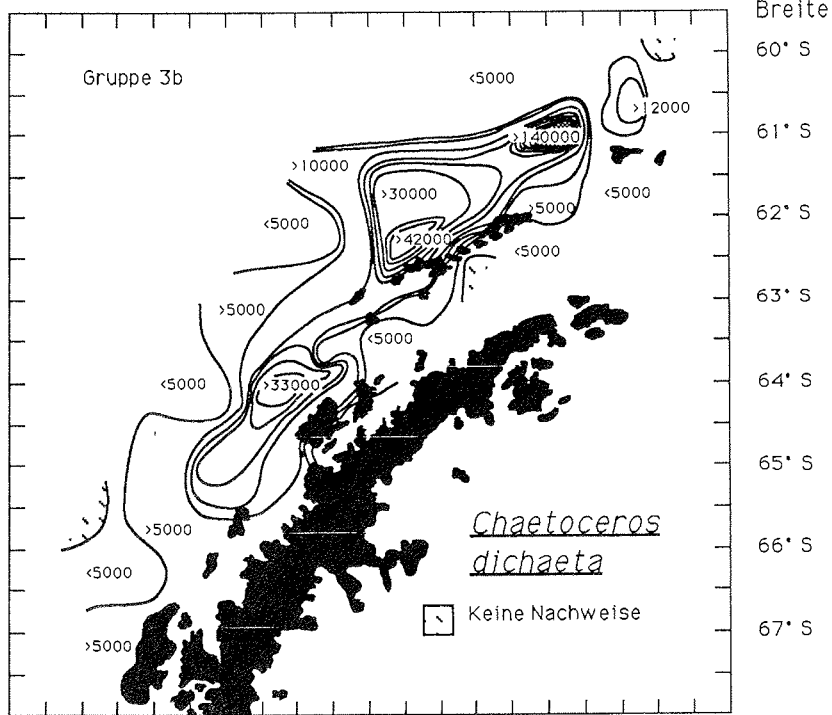 Breite
60° S
Gruppe 3b
<5000
>12000
61° S
>140000
>10000
>30000
<5000
>5000
62° S
<5000
>42000
<5000
63° S
>5000
<5000
64° S
<5000
>33000
65° S
Chaetoceros
dichaeta
>5000
66° S
<5000
Keine Nachweise
67° S
>5000